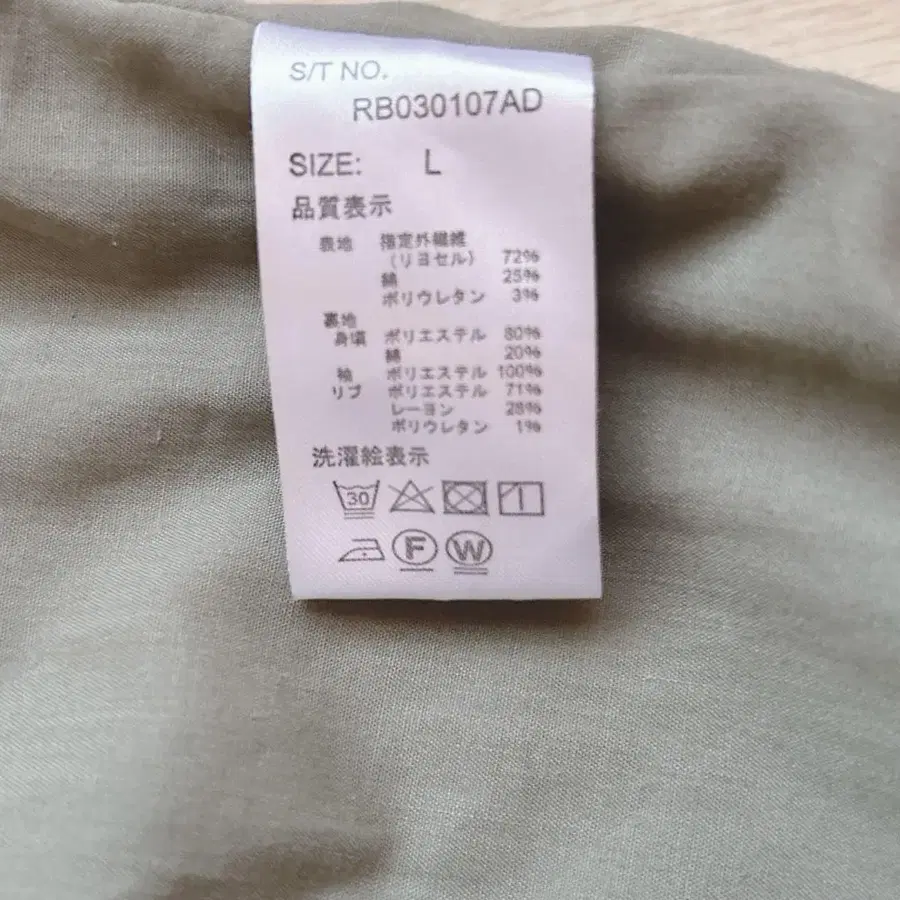 S/T NO.
RB030107AD
SIZE: L
品質表示
表地 指定外繊維
(リヨセル) 72%
綿 25%
ポリウレタン 3%
裏地
身頃 ポリエステル 80%
綿 20%
袖 ポリエステル 100%
リブ ポリエステル 71%
レーヨン 28%
ポリウレタン 1%
洗濯絵表示
30
F W